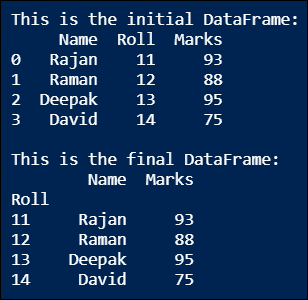 This is the initial DataFrame:
     Name  Roll  Marks
0   Rajan    11     93
1   Raman    12     88
2  Deepak    13     95
3   David    14     75

This is the final DataFrame:
        Name  Marks
Roll
11     Rajan     93
12     Raman     88
13    Deepak     95
14     David     75